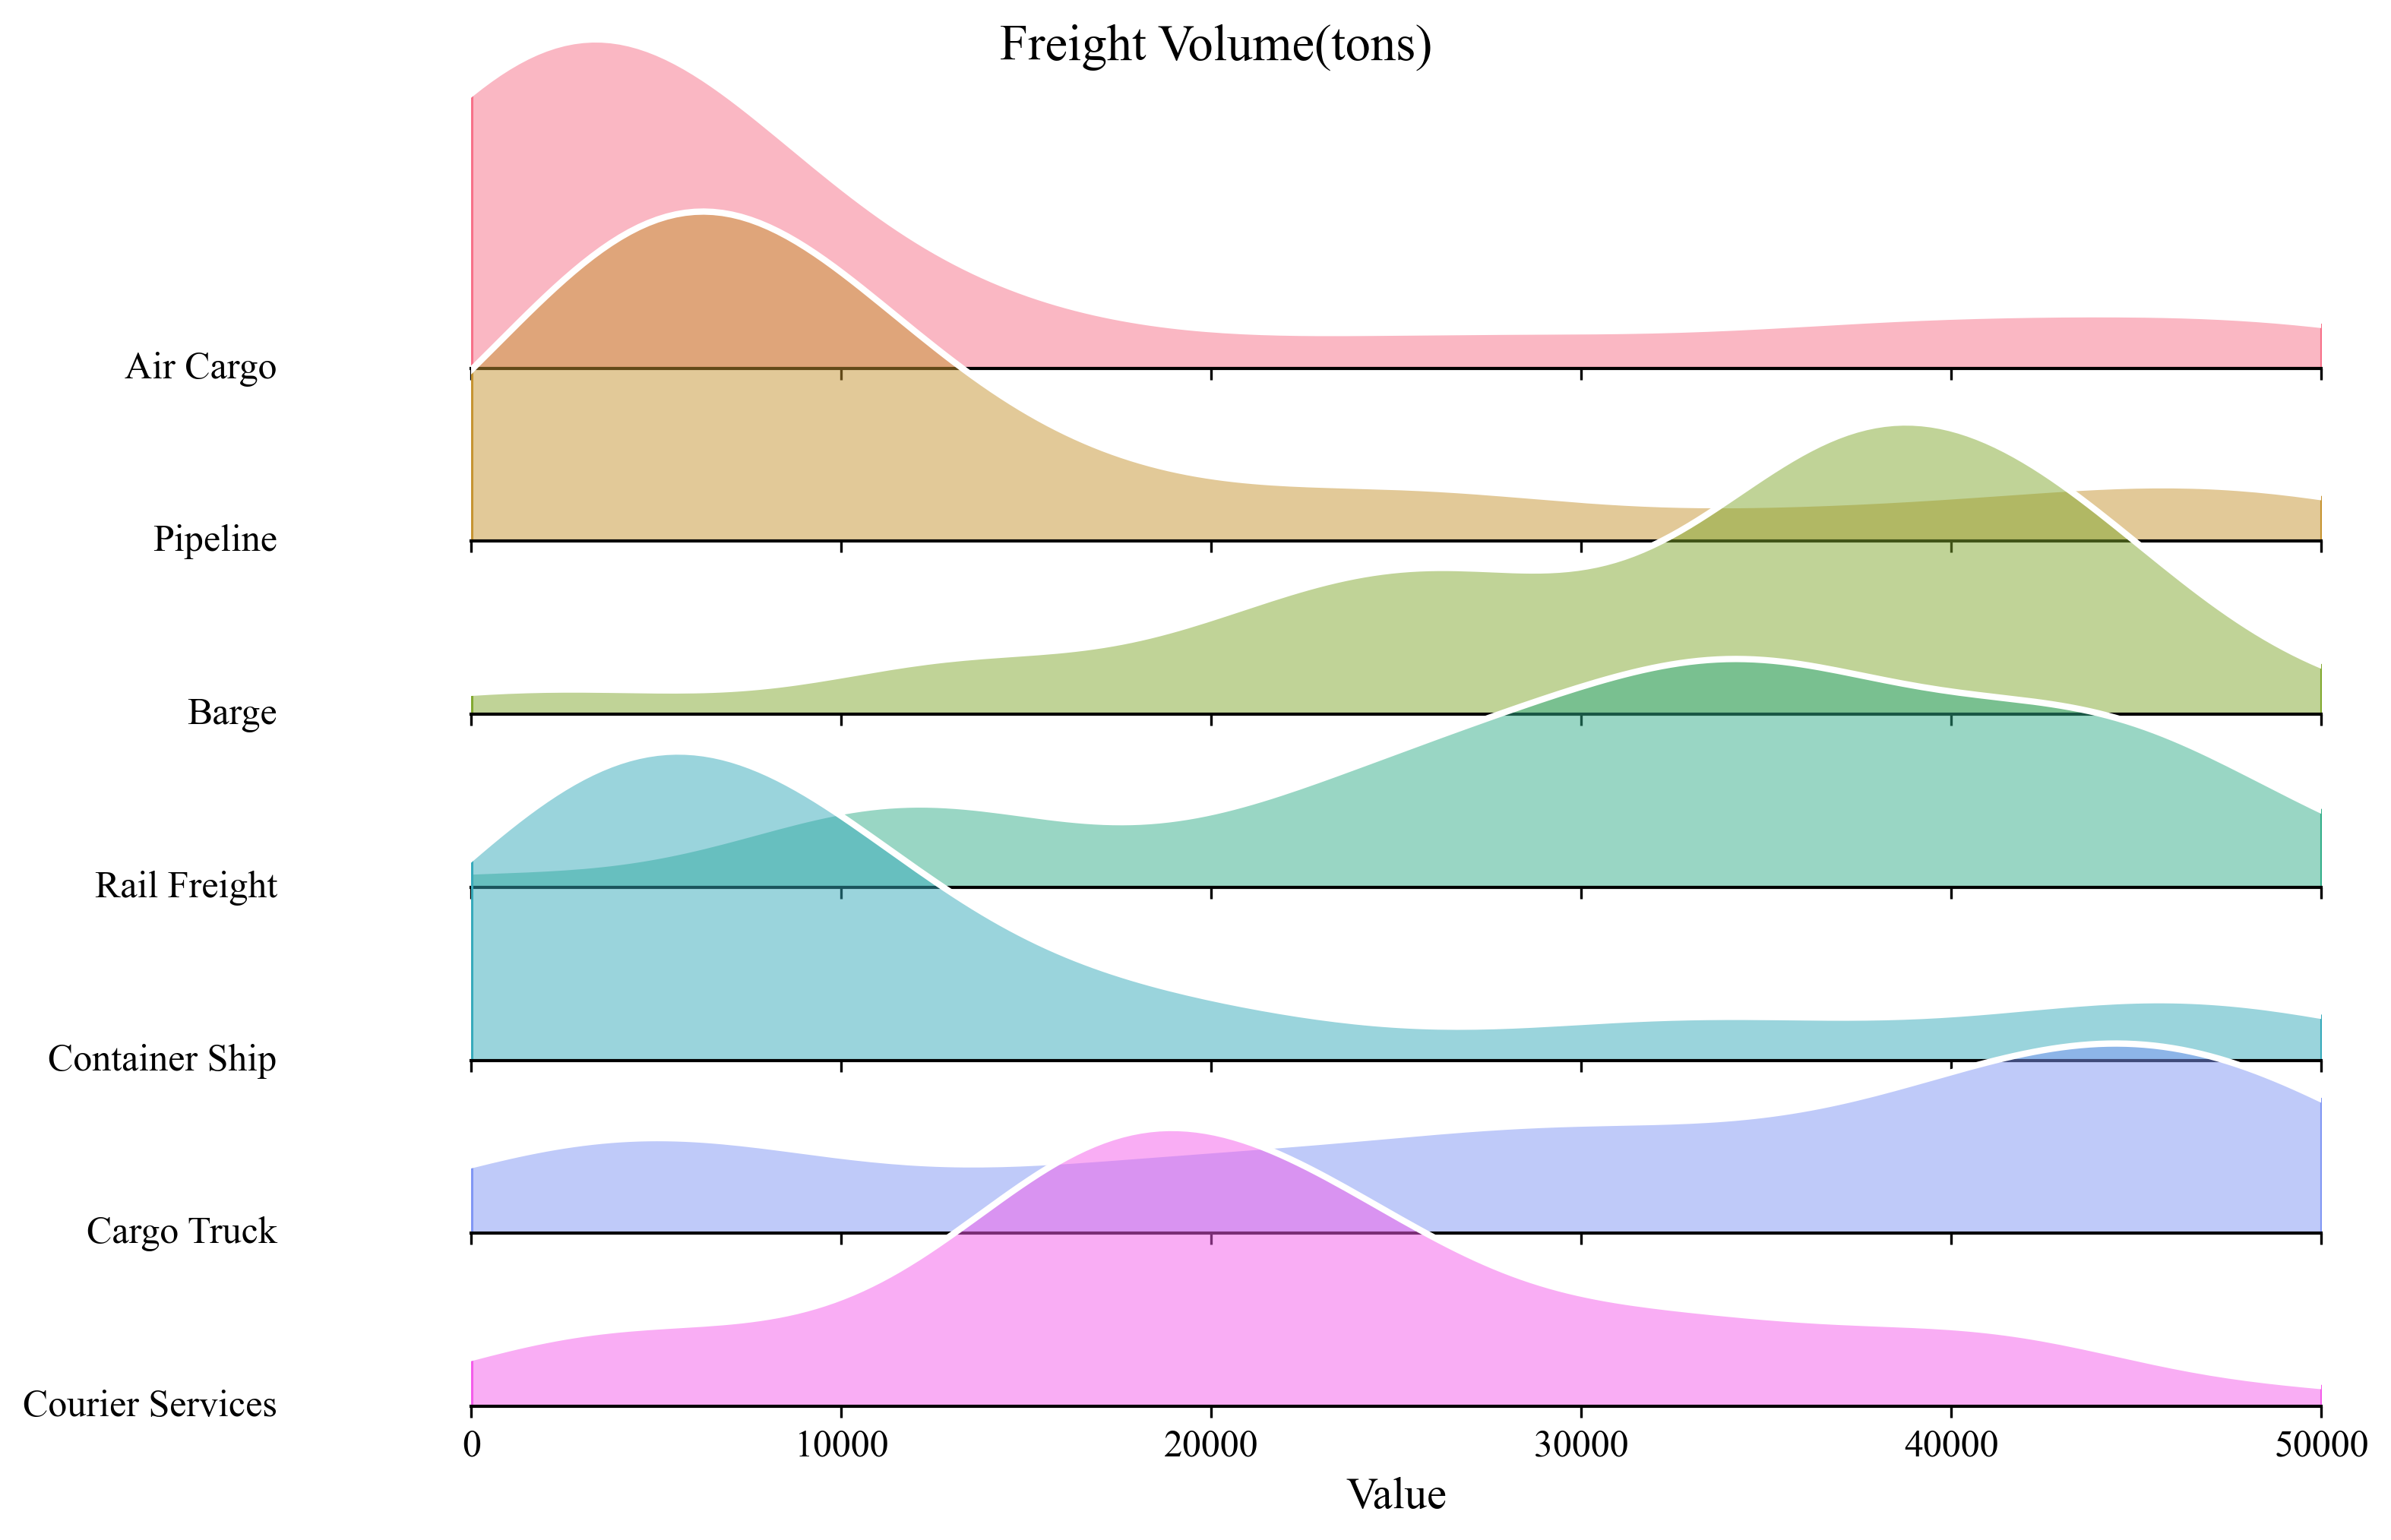 Freight Volume(tons)
Air Cargo
Pipeline
Barge
Rail Freight
Container Ship
Cargo Truck
Courier Services
0 10000 20000 30000 40000 50000
Value